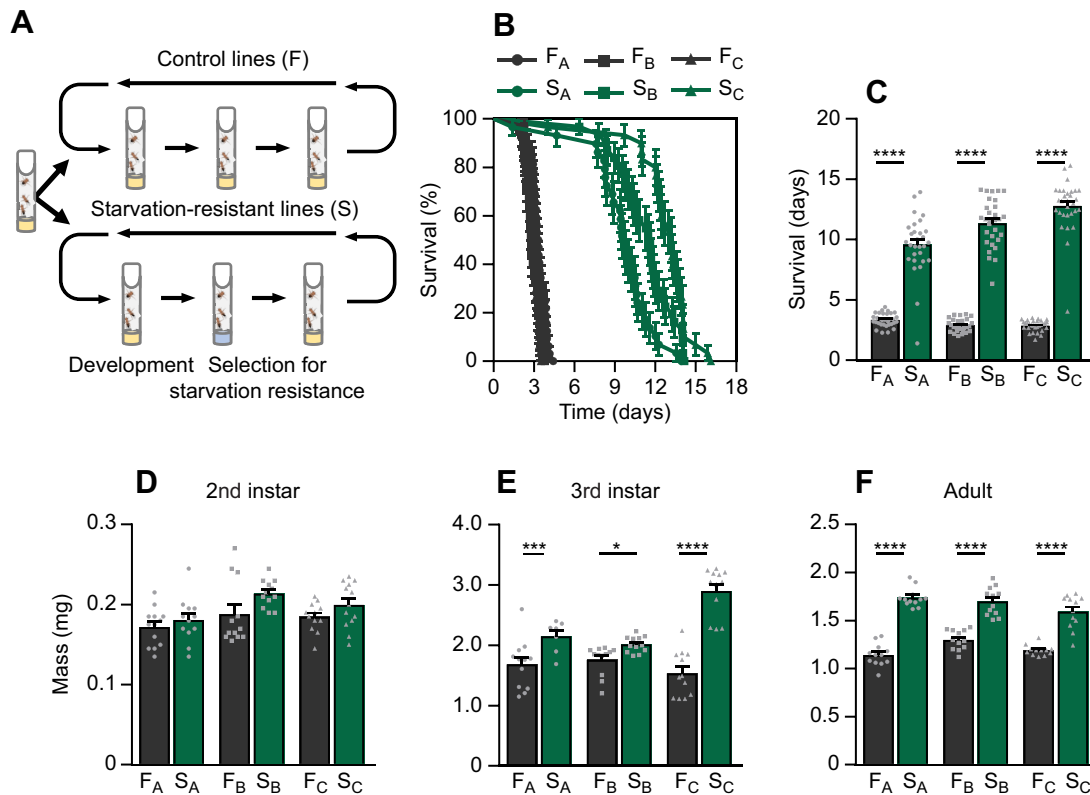 A
Control lines (F)
Starvation-resistant lines (S)
Development
Selection for
starvation resistance
B
F_A F_B F_C
S_A S_B S_C
Survival (%)
100
80
60
40
20
0
0 3 6 9 12 15 18
Time (days)
C
Survival (days)
20
15
10
5
0
**** **** ****
F_A S_A F_B S_B F_C S_C
D 2nd instar
Mass (mg)
0.3
0.2
0.1
0
F_A S_A F_B S_B F_C S_C
E 3rd instar
4.0
3.0
2.0
1.0
0
*** * ****
F_A S_A F_B S_B F_C S_C
F Adult
2.5
2.0
1.5
1.0
0.5
0
**** **** ****
F_A S_A F_B S_B F_C S_C